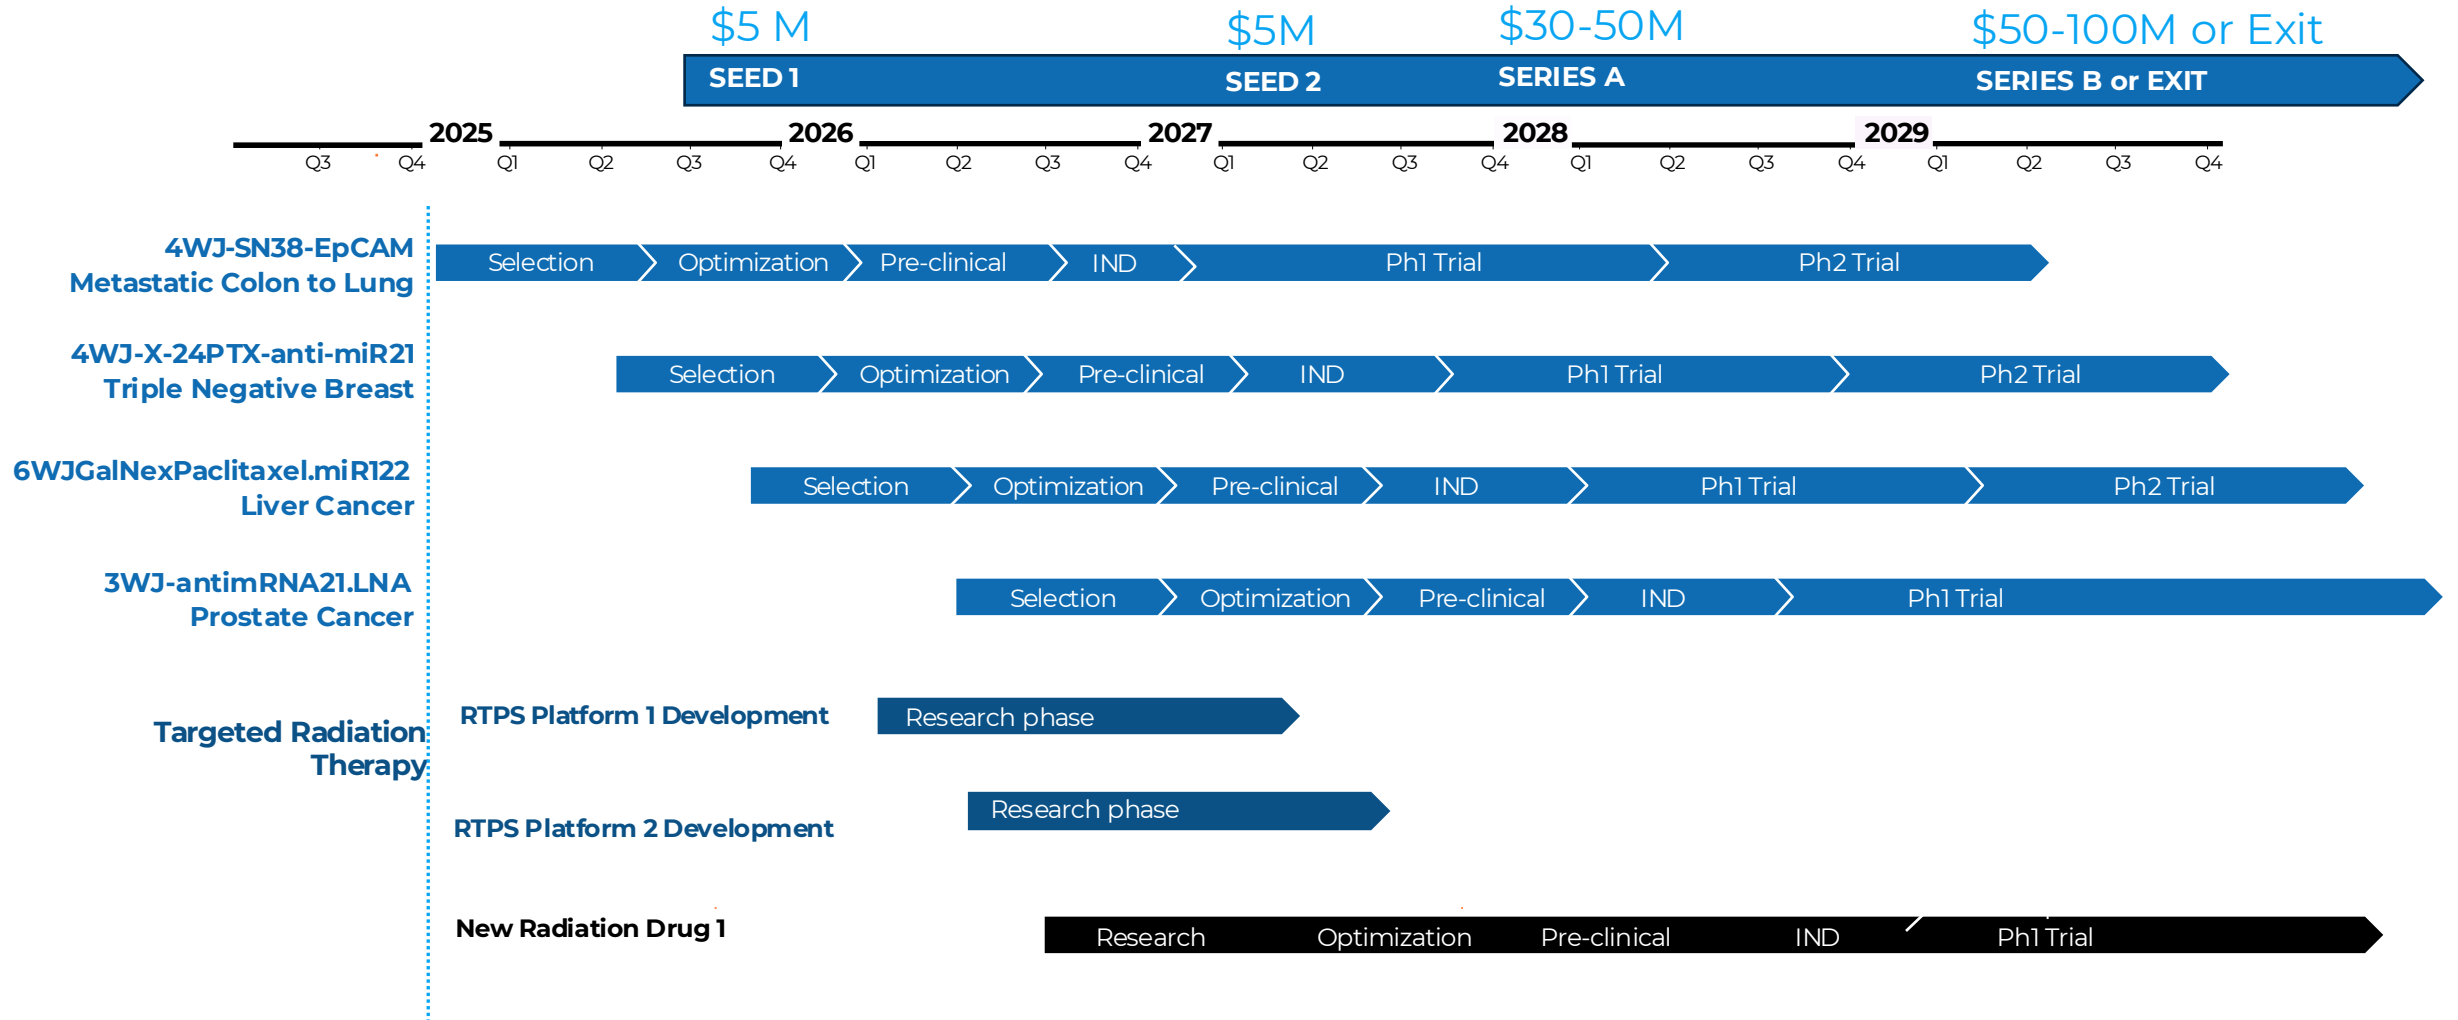 $5 M
$5M
$30-50M
$50-100M or Exit
SEED 1
SEED 2
SERIES A
SERIES B or EXIT
2025
2026
2027
2028
2029
Q3 Q4 Q1 Q2 Q3 Q4 Q1 Q2 Q3 Q4 Q1 Q2 Q3 Q4 Q1 Q2 Q3 Q4 Q1 Q2 Q3 Q4
4WJ-SN38-EpCAM
Metastatic Colon to Lung
Selection Optimization Pre-clinical IND Ph1 Trial Ph2 Trial
4WJ-X-24PTX-anti-miR21
Triple Negative Breast
Selection Optimization Pre-clinical IND Ph1 Trial Ph2 Trial
6WJGalNexPaclitaxel.miR122
Liver Cancer
Selection Optimization Pre-clinical IND Ph1 Trial Ph2 Trial
3WJ-antimRNA21.LNA
Prostate Cancer
Selection Optimization Pre-clinical IND Ph1 Trial
Targeted Radiation
Therapy
RTPS Platform 1 Development
Research phase
RTPS Platform 2 Development
Research phase
New Radiation Drug 1
Research Optimization Pre-clinical IND Ph1 Trial